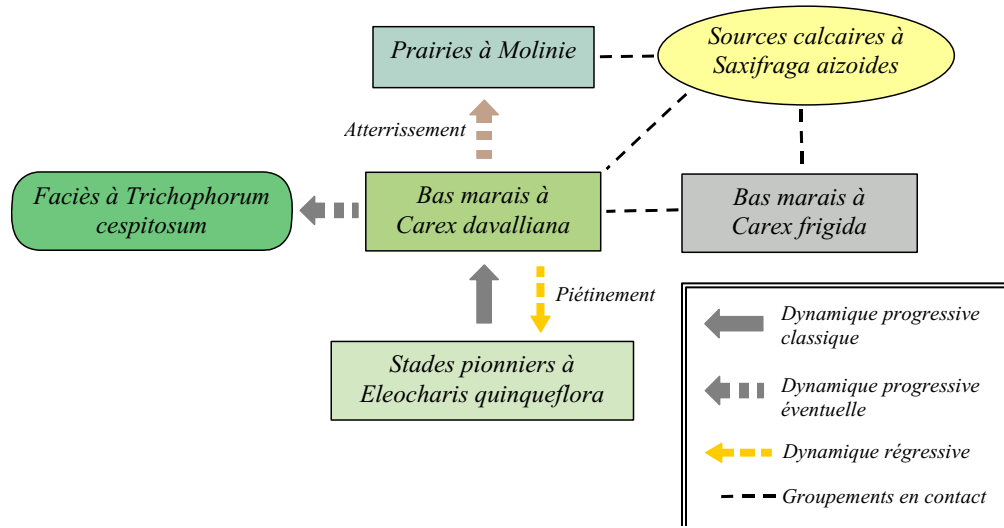 Prairies à Molinie
Sources calcaires à
Saxifraga aizoides
Atterrissement
Faciès à Trichophorum
cespitosum
Bas marais à
Carex davalliana
Bas marais à
Carex frigida
Piétinement
Stades pionniers à
Eleocharis quinqueflora
Dynamique progressive
classique
Dynamique progressive
éventuelle
Dynamique régressive
Groupements en contact